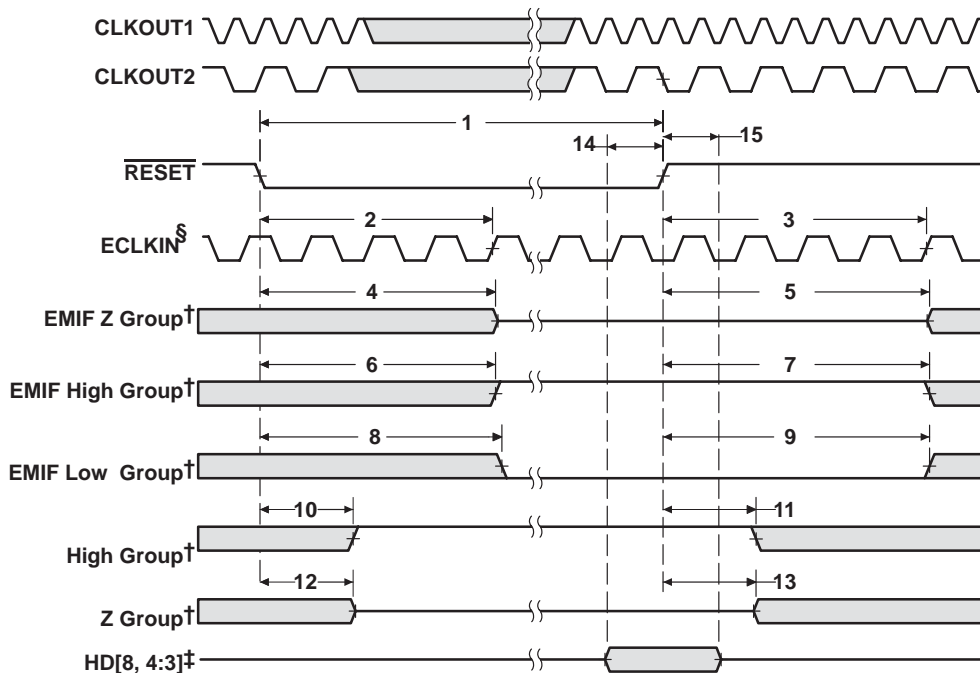 CLKOUT1
CLKOUT2
1
14
15
RESET
2
3
ECLKIN§
4
5
EMIF Z Group†
6
7
EMIF High Group†
8
9
EMIF Low Group†
10
11
High Group†
12
13
Z Group†
HD[8, 4:3]‡